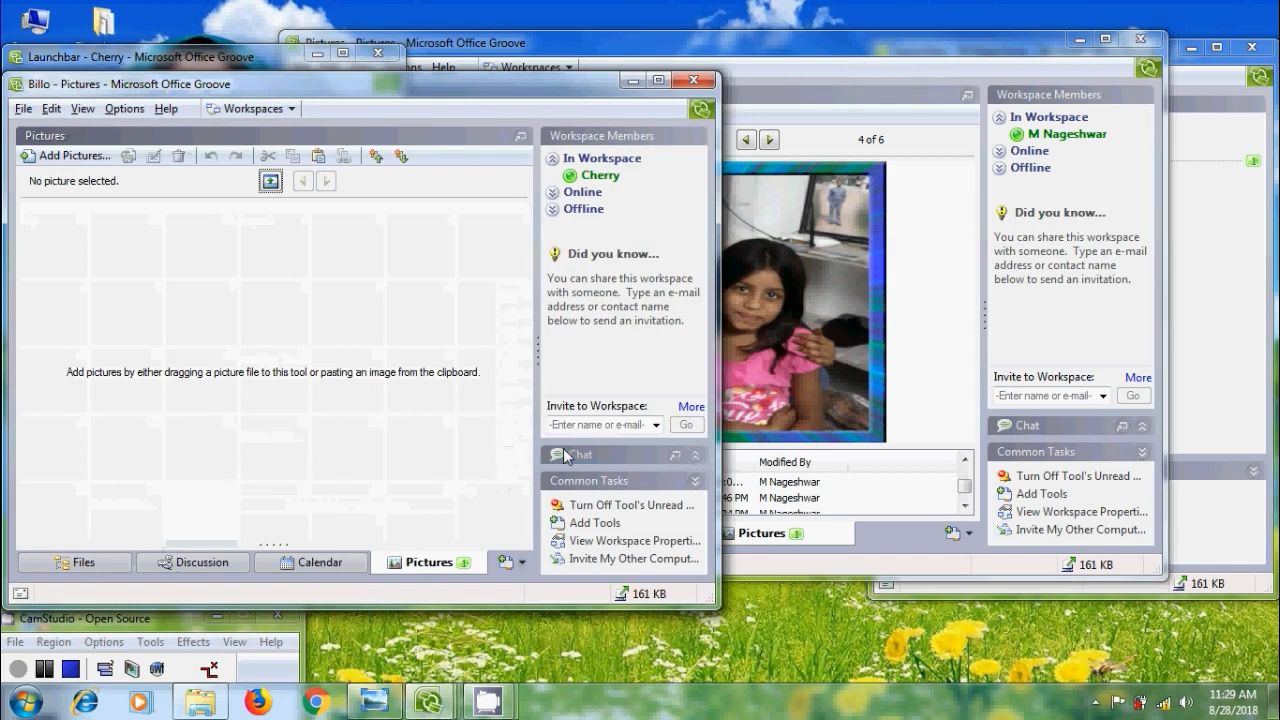 Pictures - Pictures - Microsoft Office Groove
Launchbar - Cherry - Microsoft Office Groove
Help
Workspaces
Billo - Pictures - Microsoft Office Groove
File Edit View Options Help Workspaces
Pictures
Add Pictures...
No picture selected.
Add pictures by either dragging a picture file to this tool or pasting an image from the clipboard.
Files
Discussion
Calendar
Pictures
Workspace Members
In Workspace
Cherry
Online
Offline
Did you know...
You can share this workspace
with someone. Type an e-mail
address or contact name
below to send an invitation.
Invite to Workspace: More
-Enter name or e-mail- Go
Chat
Common Tasks
Turn Off Tool's Unread ...
Add Tools
View Workspace Properti...
Invite My Other Comput...
161 KB
4 of 6
Modified By
M Nageshwar
46 PM M Nageshwar
M Nageshwar
Pictures
Workspace Members
In Workspace
M Nageshwar
Online
Offline
Did you know...
You can share this workspace
with someone. Type an e-mail
address or contact name
below to send an invitation.
Invite to Workspace: More
-Enter name or e-mail- Go
Chat
Common Tasks
Turn Off Tool's Unread ...
Add Tools
View Workspace Properti...
Invite My Other Comput...
161 KB
161 KB
CamStudio - Open Source
File Region Options Tools Effects View Help
11:29 AM
8/28/2018